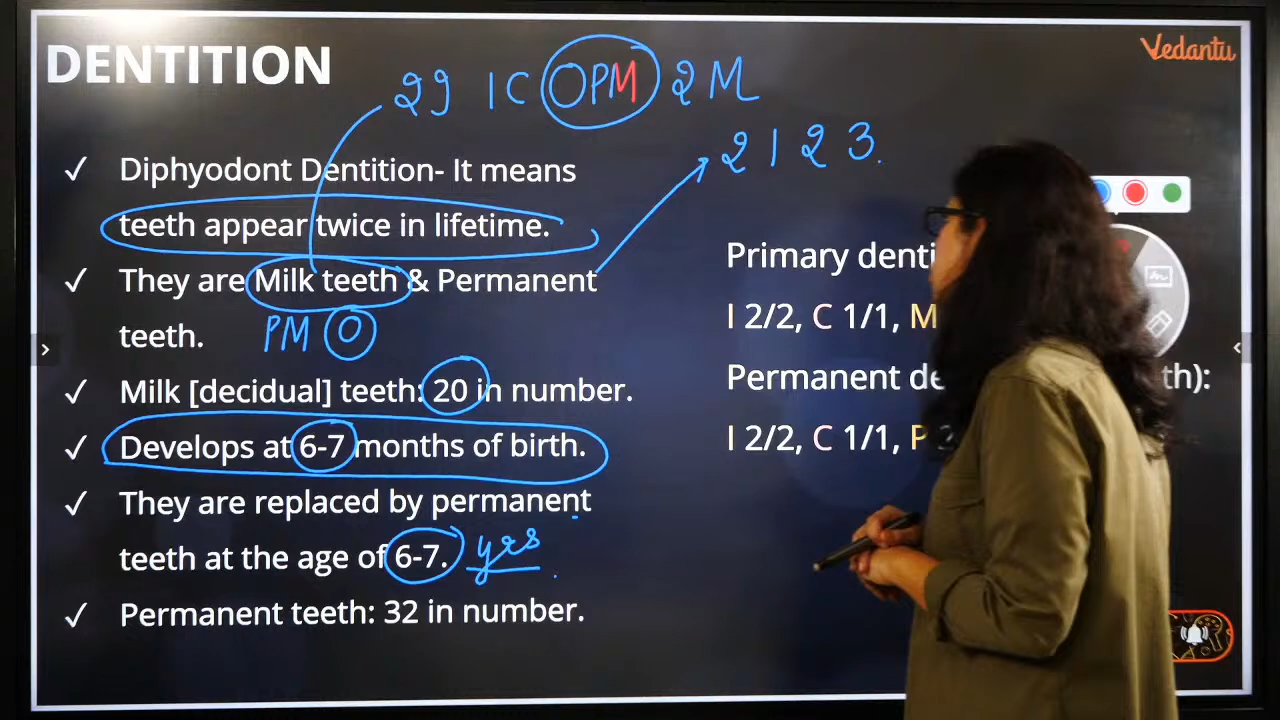 DENTITION
Vedantu
2I 1C OPM 2M
2 1 2 3
✓ Diphyodont Dentition- It means
teeth appear twice in lifetime.
✓ They are Milk teeth & Permanent
teeth. PM O
✓ Milk [decidual] teeth: 20 in number.
✓ Develops at 6-7 months of birth.
✓ They are replaced by permanent
teeth at the age of 6-7. yrs
✓ Permanent teeth: 32 in number.
Primary denti
I 2/2, C 1/1, M
Permanent de th):
I 2/2, C 1/1, P